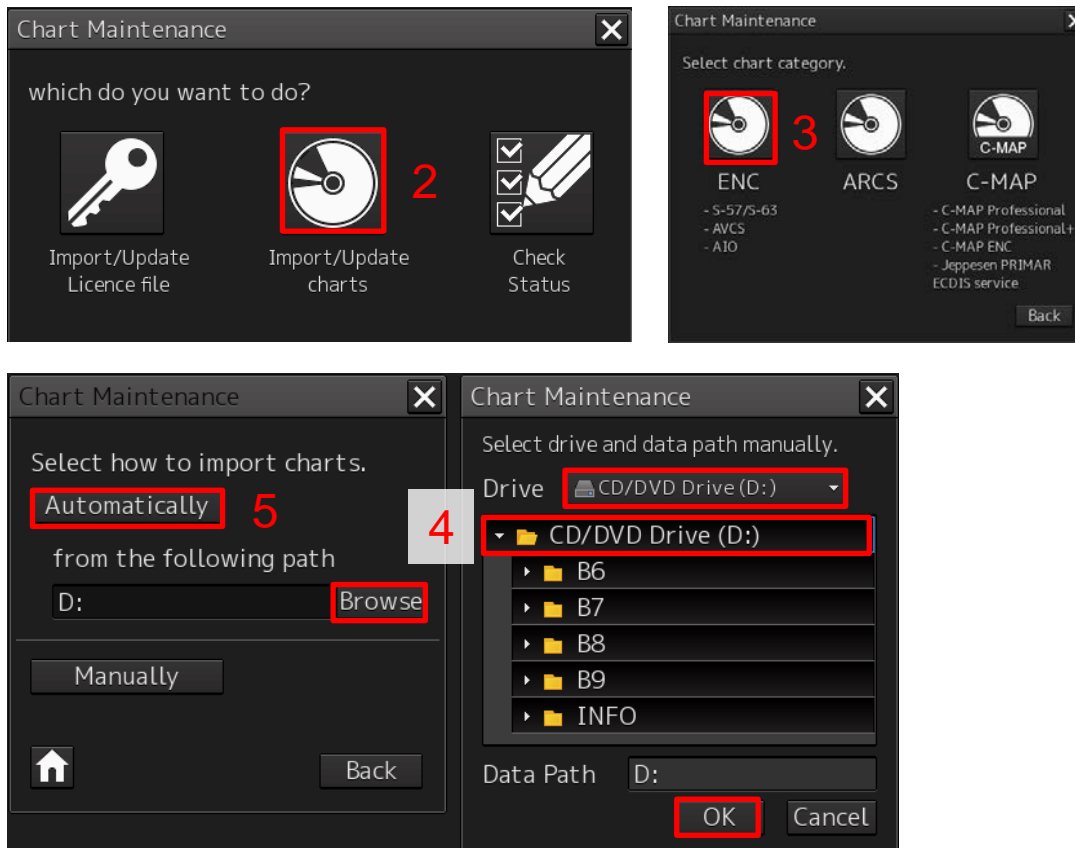 Chart Maintenance
which do you want to do?
2
Import/Update
Licence file
Import/Update
charts
Check
Status
Chart Maintenance
Select chart category.
3
C-MAP
ENC
- S-57/S-63
- AVCS
- AIO
ARCS
C-MAP
- C-MAP Professional
- C-MAP Professional+
- C-MAP ENC
- Jeppesen PRIMAR
ECDIS service
Back
Chart Maintenance
Select how to import charts.
Automatically
5
from the following path
D:
Browse
Manually
Back
4
Chart Maintenance
Select drive and data path manually.
Drive
CD/DVD Drive (D:)
CD/DVD Drive (D:)
B6
B7
B8
B9
INFO
Data Path
D:
OK
Cancel